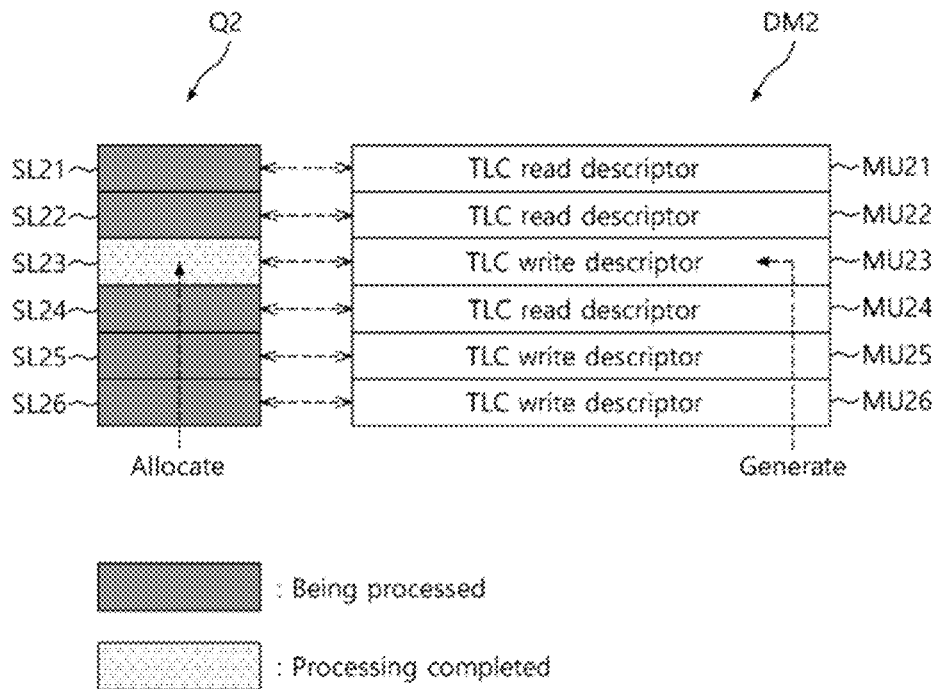 Q2 DM2
SL21 TLC read descriptor MU21
SL22 TLC read descriptor MU22
SL23 TLC write descriptor MU23
SL24 TLC read descriptor MU24
SL25 TLC write descriptor MU25
SL26 TLC write descriptor MU26
Allocate Generate
: Being processed
: Processing completed